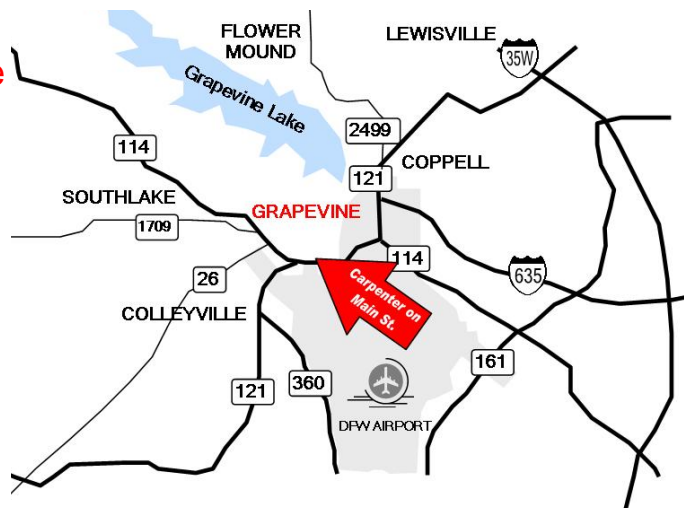 FLOWER
MOUND
LEWISVILLE
35W
e
Grapevine Lake
2499
114
COPPELL
121
SOUTHLAKE
GRAPEVINE
1709
114
26
635
Carpenter on
Main St.
COLLEYVILLE
161
360
121
DFW AIRPORT